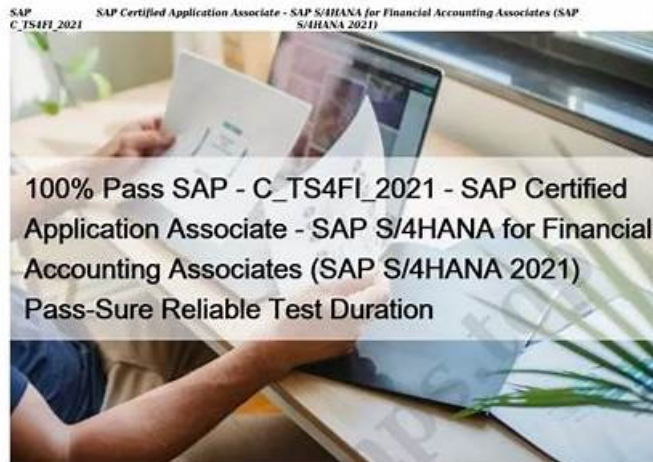 SAP SAP Certified Application Associate - SAP S/4HANA for Financial Accounting Associates (SAP
C_TS4FI_2021 S/4HANA 2021)
100% Pass SAP - C_TS4FI_2021 - SAP Certified
Application Associate - SAP S/4HANA for Financial
Accounting Associates (SAP S/4HANA 2021)
Pass-Sure Reliable Test Duration